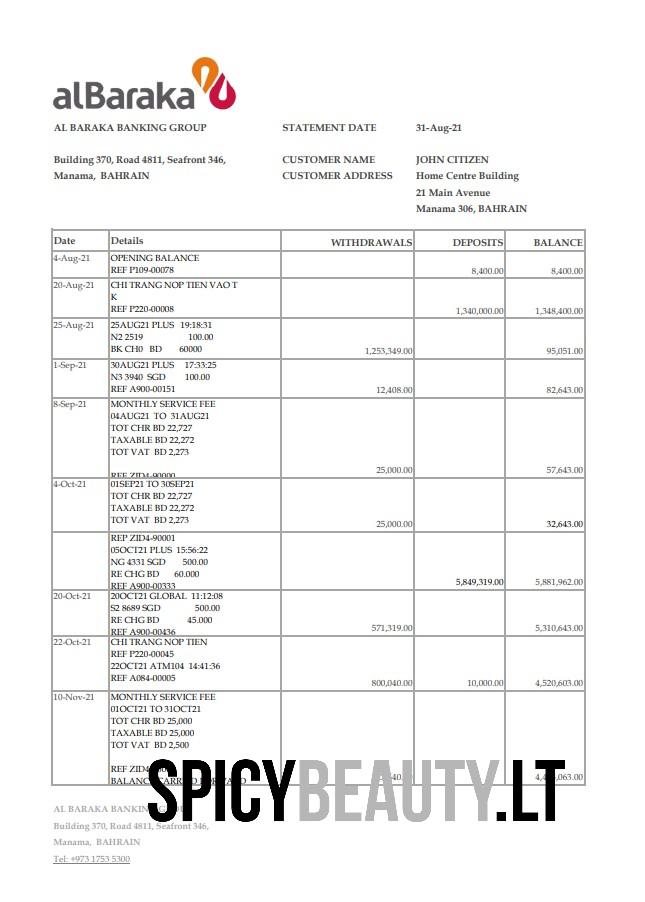 alBaraka
AL BARAKA BANKING GROUP STATEMENT DATE 31-Aug-21
Building 370, Road 4811, Seafront 346, CUSTOMER NAME JOHN CITIZEN
Manama, BAHRAIN CUSTOMER ADDRESS Home Centre Building
21 Main Avenue
Manama 306, BAHRAIN
Date Details WITHDRAWALS DEPOSITS BALANCE
4-Aug-21 OPENING BALANCE
REF P109-00078 8,400.00 8,400.00
20-Aug-21 CHI TRANG NOP TIEN VAO T
K
REF P220-00008 1,340,000.00 1,348,400.00
25-Aug-21 25AUG21 PLUS 19:18:31
N2 2519 100.00
BK CH0 BD 60000 1,253,349.00 95,051.00
1-Sep-21 30AUG21 PLUS 17:33:25
N3 3940 SGD 100.00
REF A900-00151 12,408.00 82,643.00
8-Sep-21 MONTHLY SERVICE FEE
04AUG21 TO 31AUG21
TOT CHR BD 22,727
TAXABLE BD 22,272
TOT VAT BD 2,273
REF ZID4-90000 25,000.00 57,643.00
4-Oct-21 01SEP21 TO 30SEP21
TOT CHR BD 22,727
TAXABLE BD 22,272
TOT VAT BD 2,273 25,000.00 32,643.00
REP ZID4-90001
05OCT21 PLUS 15:56:22
NG 4331 SGD 500.00
RE CHG BD 60.000
REF A900-00333 5,849,319.00 5,881,962.00
20-Oct-21 20OCT21 GLOBAL 11:12:08
S2 8689 SGD 500.00
RE CHG BD 45.000
REF A900-00436 571,319.00 5,310,643.00
22-Oct-21 CHI TRANG NOP TIEN
REF P220-00045
22OCT21 ATM104 14:41:36
REF A084-00005 800,040.00 10,000.00 4,520,603.00
10-Nov-21 MONTHLY SERVICE FEE
01OCT21 TO 31OCT21
TOT CHR BD 25,000
TAXABLE BD 25,000
TOT VAT BD 2,500
REF
BALANCE CARRIED FORWARD
SPICYBEAUTY.LT
AL BARAKA BANKING GROUP
Building 370, Road 4811, Seafront 346,
Manama, BAHRAIN
Tel: +973 1753 5300